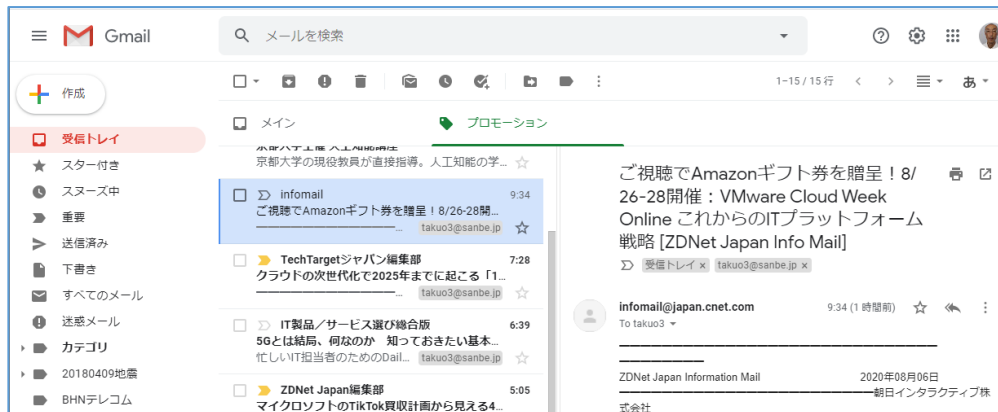 Gmail
メールを検索
作成
1–15 / 15 行
あ
受信トレイ
スター付き
スヌーズ中
重要
送信済み
下書き
すべてのメール
迷惑メール
カテゴリ
20180409地震
BHNテレコム
メイン
プロモーション
京都大学主催 人工知能講座
京都大学の現役教員が直接指導。人工知能の学...
infomail 9:34
ご視聴でAmazonギフト券を贈呈！8/26-28開...
━━━━━━━━━━━━━━... takuo3@sanbe.jp
TechTargetジャパン編集部 7:28
クラウドの次世代化で2025年までに起こる「1...
━━━━━━━━━━━━━━... takuo3@sanbe.jp
IT製品／サービス選び総合版 6:39
5Gとは結局、何なのか　知っておきたい基本...
忙しいIT担当者のためのDail... takuo3@sanbe.jp
ZDNet Japan編集部 5:05
マイクロソフトのTikTok買収計画から見える4...
ご視聴でAmazonギフト券を贈呈！8/
26-28開催：VMware Cloud Week
Online これからのITプラットフォーム
戦略 [ZDNet Japan Info Mail]
受信トレイ × takuo3@sanbe.jp ×
infomail@japan.cnet.com 9:34 (1 時間前)
To takuo3
ZDNet Japan Information Mail 2020年08月06日
━━━━━━━━━━━━━━━━━━━━━━朝日インタラクティブ株
式会社